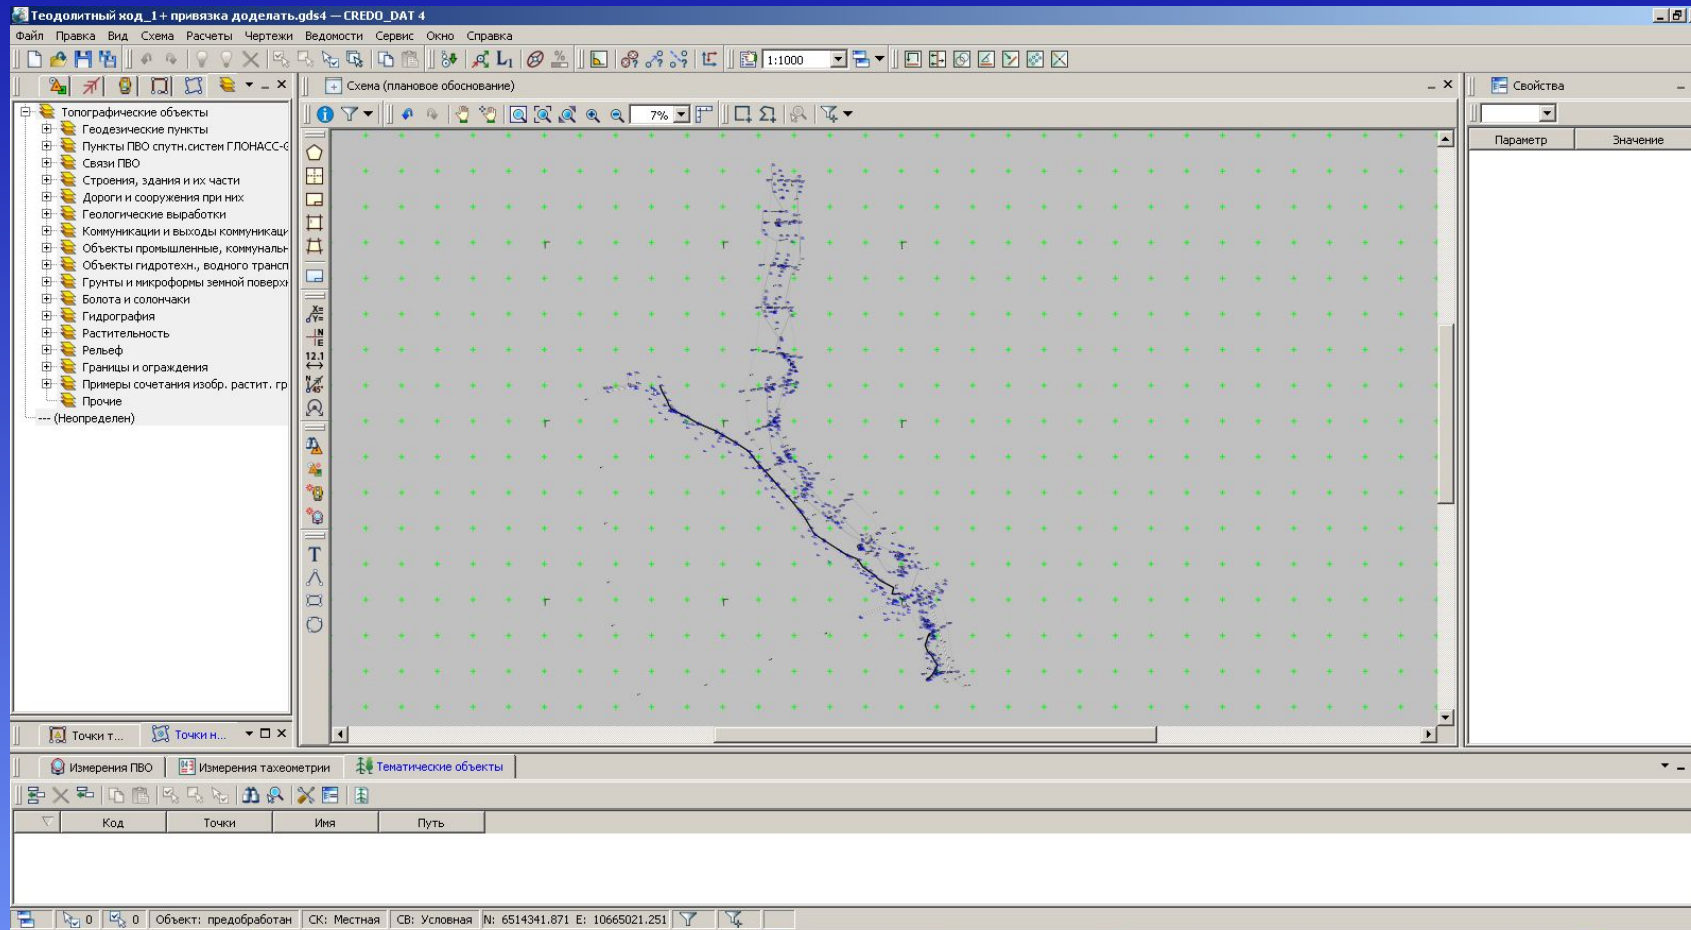 Теодолитный ход_1+ привязка доделать.gds4 — CREDO_DAT 4
Файл Правка Вид Схема Расчеты Чертежи Ведомости Сервис Окно Справка
1:1000
Схема (плановое обоснование)
Свойства
7%
Топографические объекты
Геодезические пункты
Пункты ПВО спутн.систем ГЛОНАСС-
Связи ПВО
Строения, здания и их части
Дороги и сооружения при них
Геологические выработки
Коммуникации и выходы коммуникаци
Объекты промышленные, коммуналь
Объекты гидротехн., водного трансп
Грунты и микроформы земной поверх
Болота и солончаки
Гидрография
Растительность
Рельеф
Границы и ограждения
Примеры сочетания изобр. растит. гр
Прочие
--- (Неопределен)
X=
Y=
N
E
12.1
N
45°
T
Параметр Значение
Точки т... Точки н...
Измерения ПВО Измерения тахеометрии Тематические объекты
Код Точки Имя Путь
0 0 Объект: предобработан СК: Местная СВ: Условная N: 6514341.871 E: 10665021.251